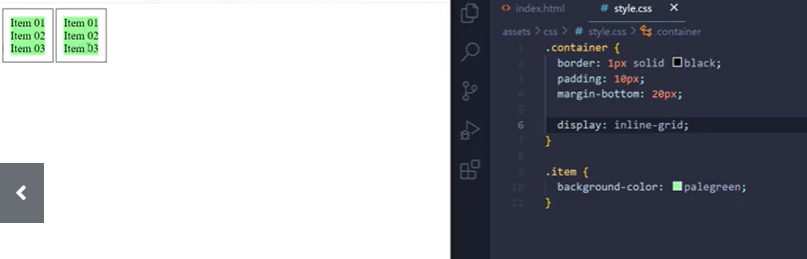 Item 01
Item 02
Item 03
Item 01
Item 02
Item 03
index.html
# style.css
assets > css > # style.css > .container
1 .container {
2 border: 1px solid black;
3 padding: 10px;
4 margin-bottom: 20px;
5
6 display: inline-grid;
7 }
8
9 .item {
10 background-color: palegreen;
11 }